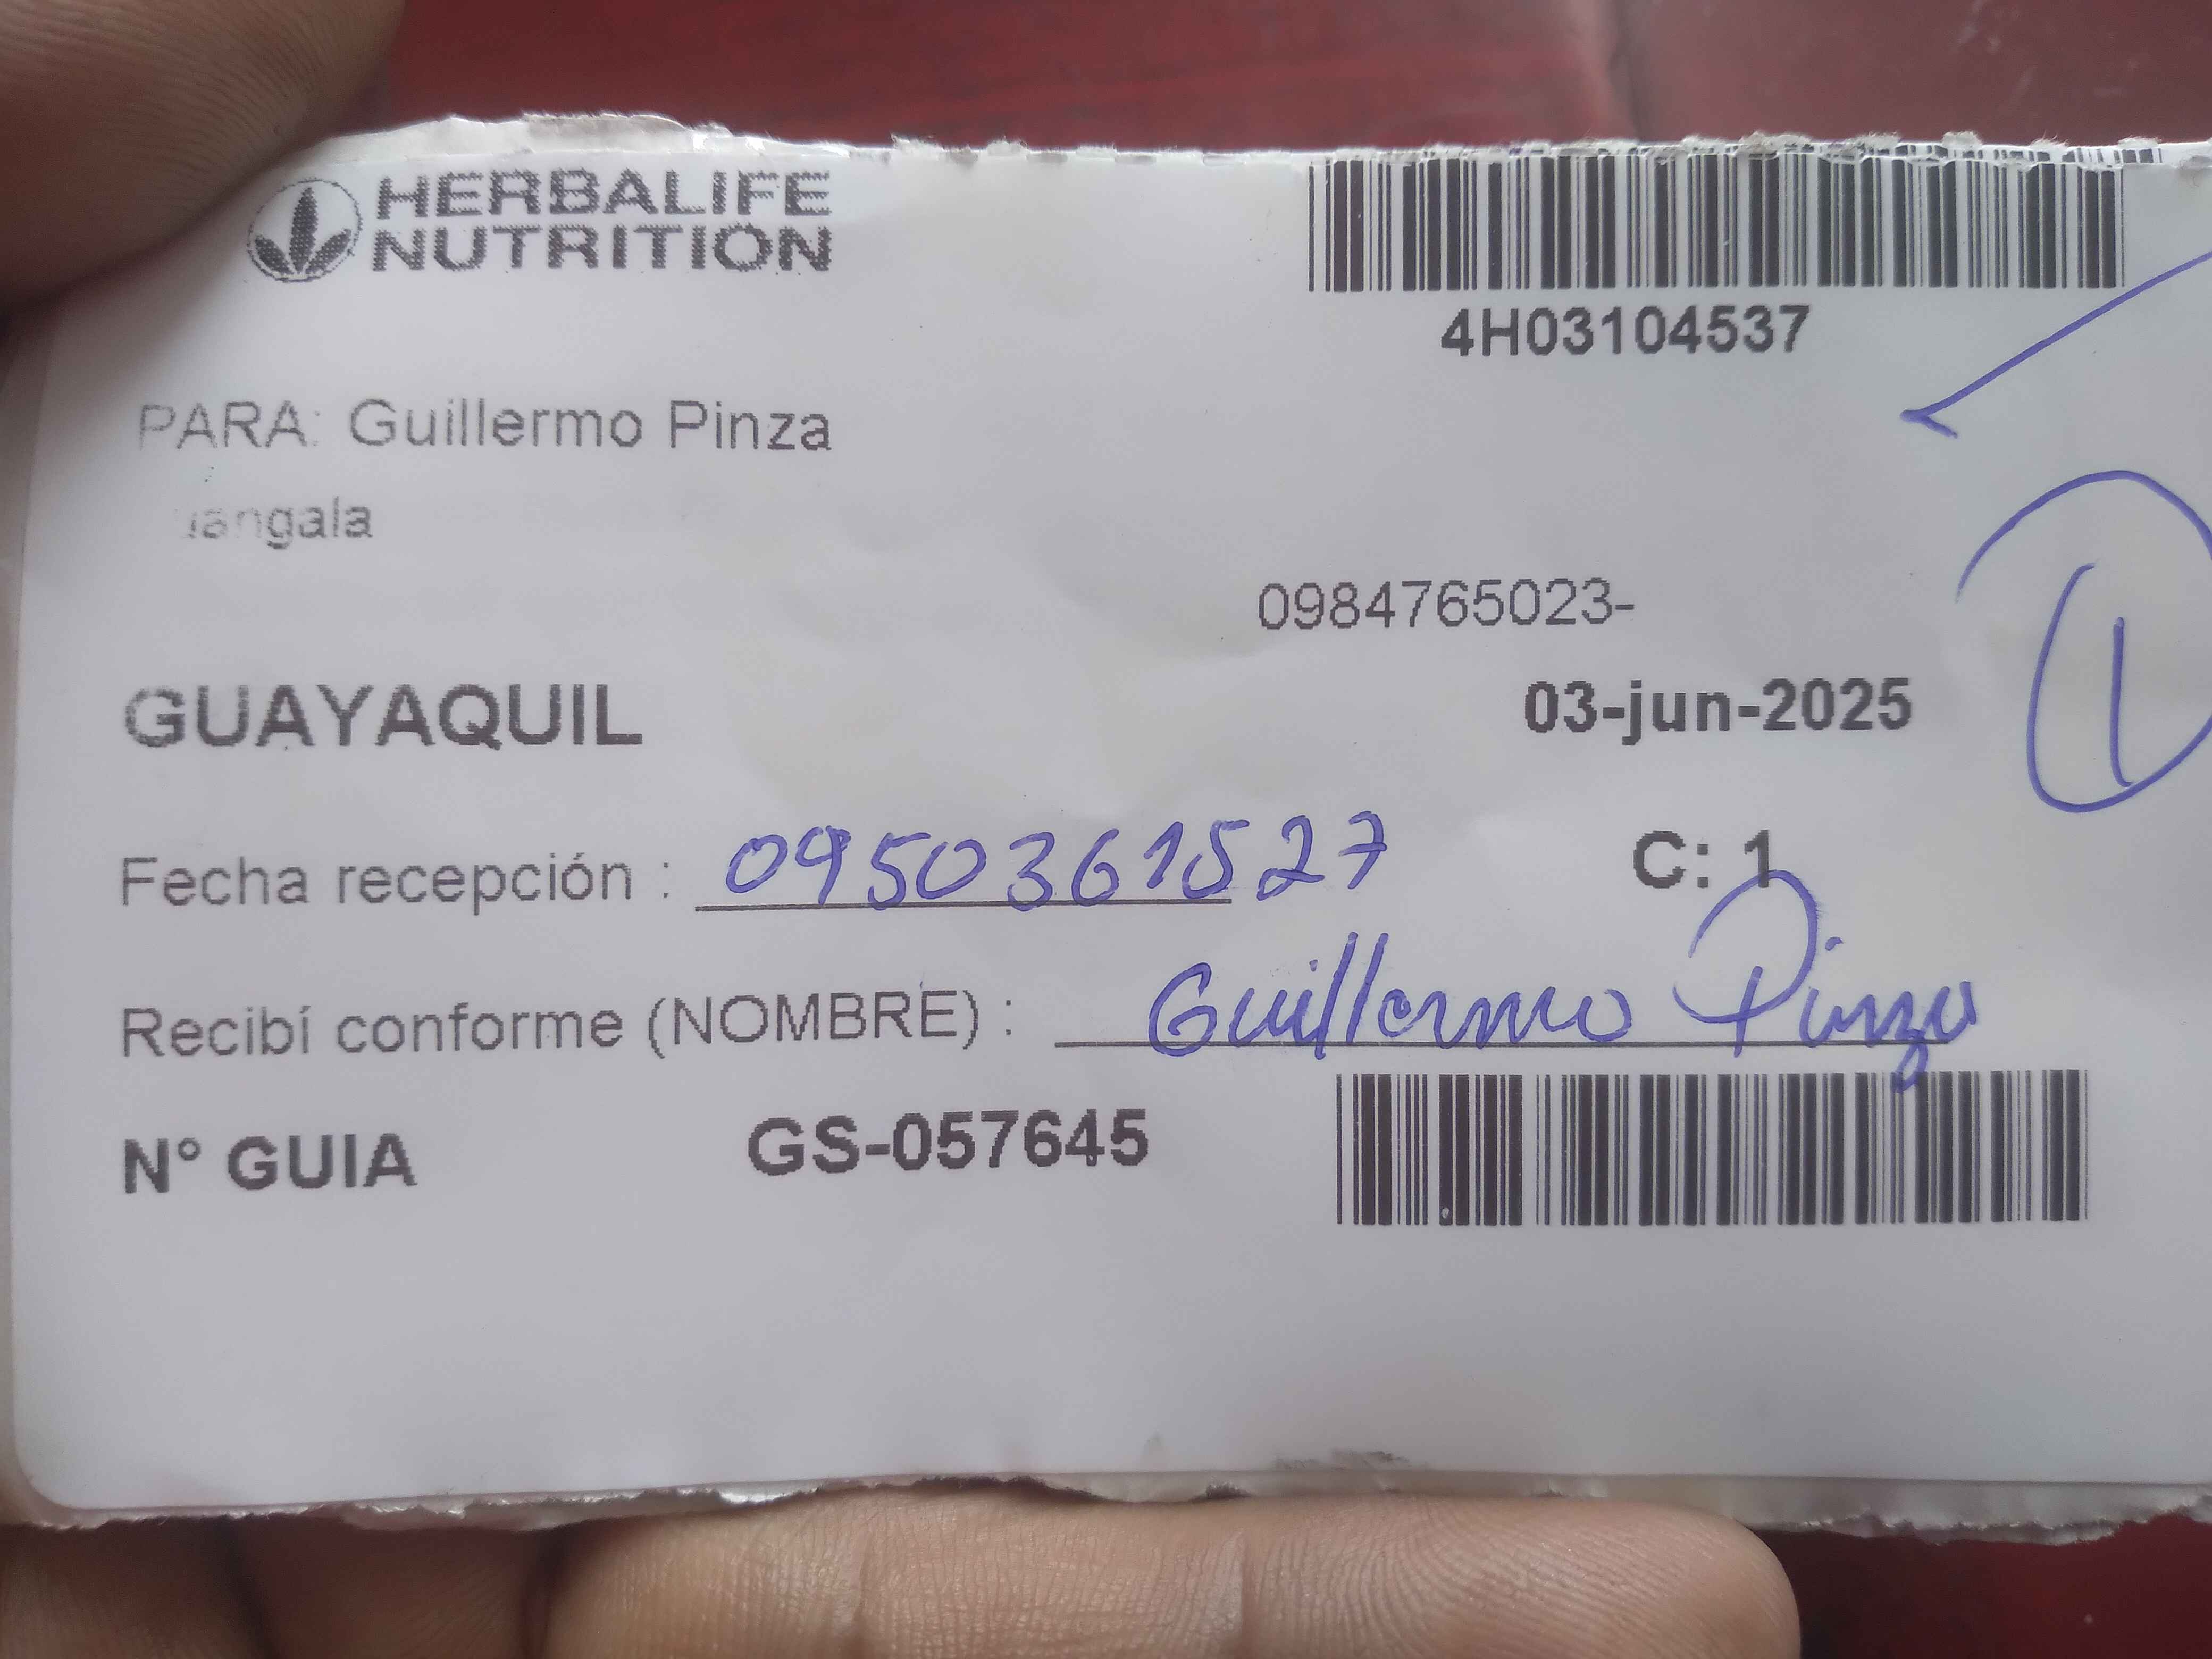 HERBALIFE
NUTRITION
4H03104537
PARA: Guillermo Pinza
0984765023-
GUAYAQUIL
03-jun-2025
1
Fecha recepción : 0950361527
C: 1
Recibí conforme (NOMBRE) : Guillermo Pinza
N° GUIA GS-057645